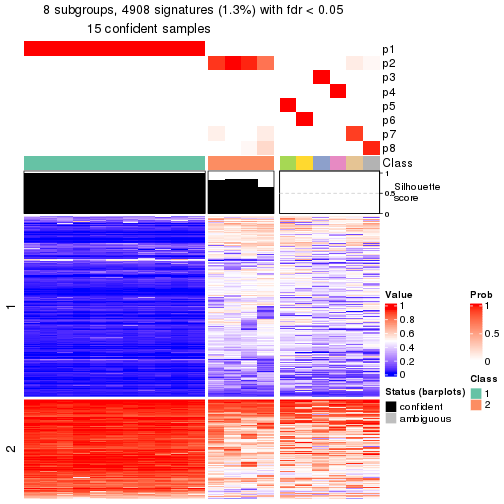 8 subgroups, 4908 signatures (1.3%) with fdr < 0.05
15 confident samples
p1
p2
p3
p4
p5
p6
p7
p8
Class
1
0.5
0
Silhouette
score
1
2
Value
1
0.8
0.6
0.4
0.2
0
Prob
1
0.5
0
Status (barplots)
confident
ambiguous
Class
1
2